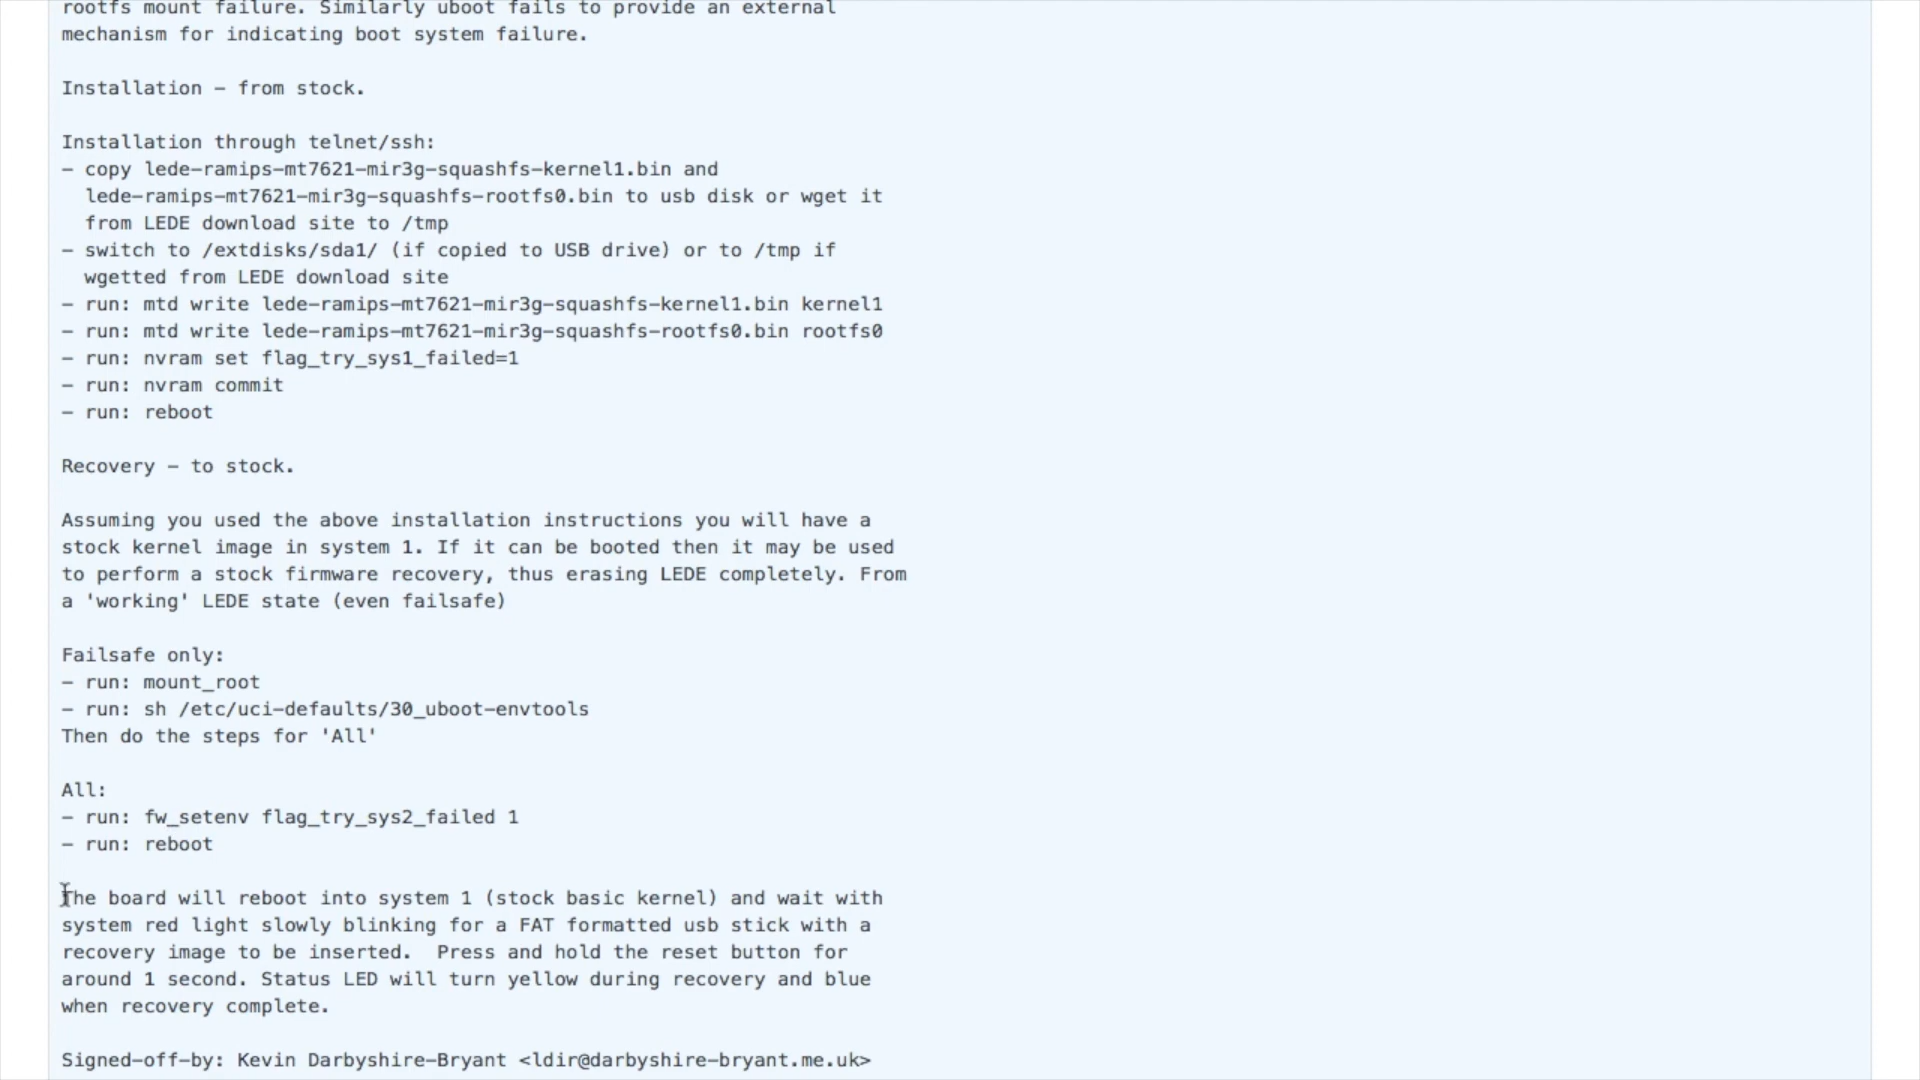 rootfs mount failure. Similarly uboot fails to provide an external
mechanism for indicating boot system failure.
Installation – from stock.
Installation through telnet/ssh:
– copy lede–ramips–mt7621–mir3g–squashfs–kernel1.bin and
lede–ramips–mt7621–mir3g–squashfs–rootfs0.bin to usb disk or wget it
from LEDE download site to /tmp
– switch to /extdisks/sda1/ (if copied to USB drive) or to /tmp if
wgetted from LEDE download site
– run: mtd write lede–ramips–mt7621–mir3g–squashfs–kernel1.bin kernel1
– run: mtd write lede–ramips–mt7621–mir3g–squashfs–rootfs0.bin rootfs0
– run: nvram set flag_try_sys1_failed=1
– run: nvram commit
– run: reboot
Recovery – to stock.
Assuming you used the above installation instructions you will have a
stock kernel image in system 1. If it can be booted then it may be used
to perform a stock firmware recovery, thus erasing LEDE completely. From
a 'working' LEDE state (even failsafe)
Failsafe only:
– run: mount_root
– run: sh /etc/uci–defaults/30_uboot–envtools
Then do the steps for 'All'
All:
– run: fw_setenv flag_try_sys2_failed 1
– run: reboot
The board will reboot into system 1 (stock basic kernel) and wait with
system red light slowly blinking for a FAT formatted usb stick with a
recovery image to be inserted.  Press and hold the reset button for
around 1 second. Status LED will turn yellow during recovery and blue
when recovery complete.
Signed–off–by: Kevin Darbyshire–Bryant <ldir@darbyshire–bryant.me.uk>